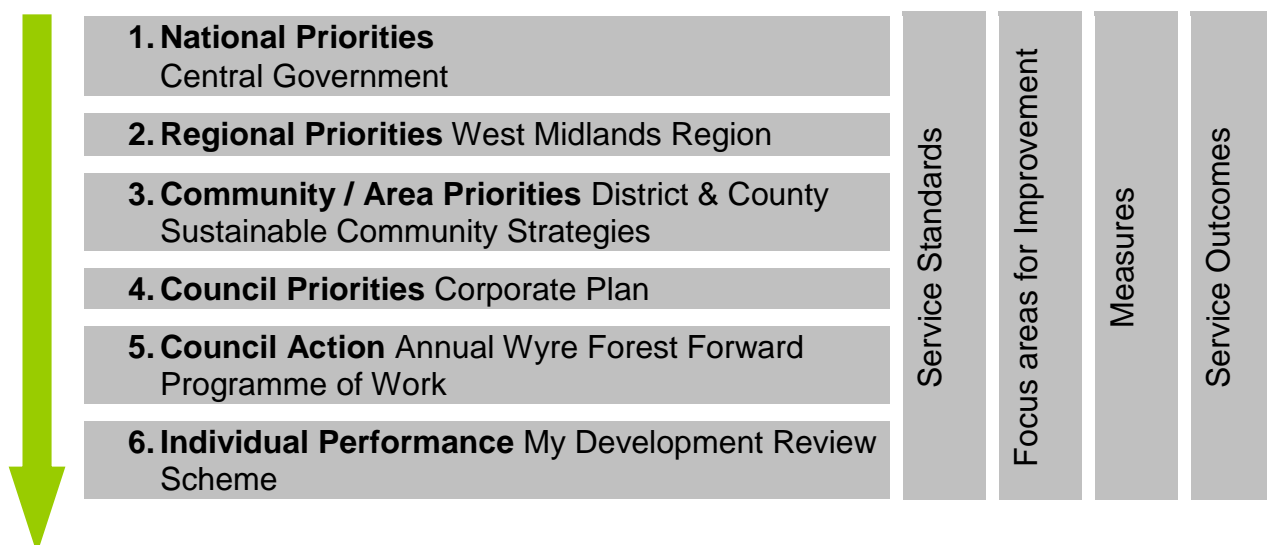 1. National Priorities
Central Government
2. Regional Priorities West Midlands Region
3. Community / Area Priorities District & County
Sustainable Community Strategies
4. Council Priorities Corporate Plan
5. Council Action Annual Wyre Forest Forward
Programme of Work
6. Individual Performance My Development Review
Scheme
Service Standards
Focus areas for Improvement
Measures
Service Outcomes